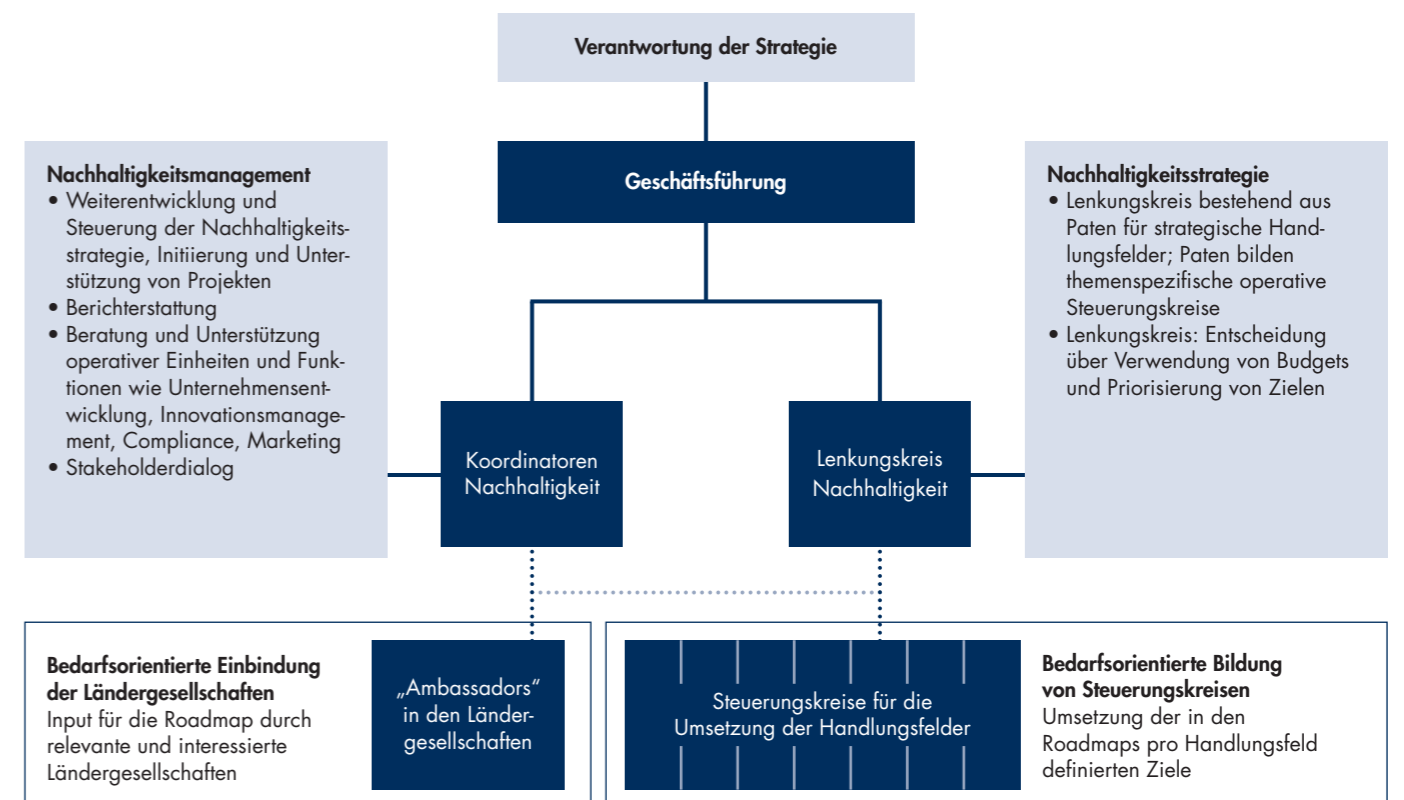 Verantwortung der Strategie
Geschäftsführung
Nachhaltigkeitsmanagement
• Weiterentwicklung und
Steuerung der Nachhaltigkeits-
strategie, Initiierung und Unter-
stützung von Projekten
• Berichterstattung
• Beratung und Unterstützung
operativer Einheiten und Funk-
tionen wie Unternehmensent-
wicklung, Innovationsmanage-
ment, Compliance, Marketing
• Stakeholderdialog
Nachhaltigkeitsstrategie
• Lenkungskreis bestehend aus
Paten für strategische Hand-
lungsfelder; Paten bilden
themenspezifische operative
Steuerungskreise
• Lenkungskreis: Entscheidung
über Verwendung von Budgets
und Priorisierung von Zielen
Koordinatoren
Nachhaltigkeit
Lenkungskreis
Nachhaltigkeit
Bedarfsorientierte Einbindung
der Ländergesellschaften
Input für die Roadmap durch
relevante und interessierte
Ländergesellschaften
„Ambassadors“
in den Länder-
gesellschaften
Steuerungskreise für die
Umsetzung der Handlungsfelder
Bedarfsorientierte Bildung
von Steuerungskreisen
Umsetzung der in den
Roadmaps pro Handlungsfeld
definierten Ziele